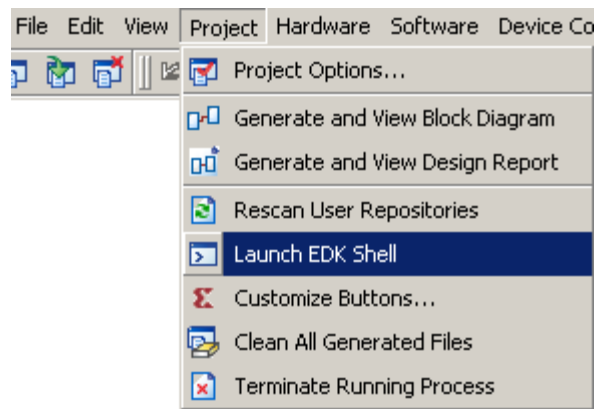 File Edit View Project Hardware Software Device Co
Project Options...
Generate and View Block Diagram
Generate and View Design Report
Rescan User Repositories
Launch EDK Shell
Customize Buttons...
Clean All Generated Files
Terminate Running Process